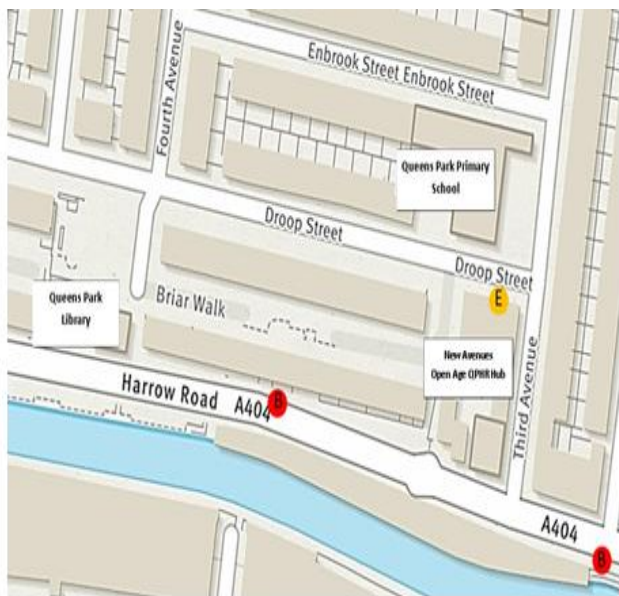 Enbrook Street Enbrook Street
Fourth Avenue
Queens Park Primary
School
Droop Street
Droop Street
E
Queens Park
Library
Briar Walk
New Avenues
Open Age QPHR Hub
Third Avenue
Harrow Road
A404
B
A404
B